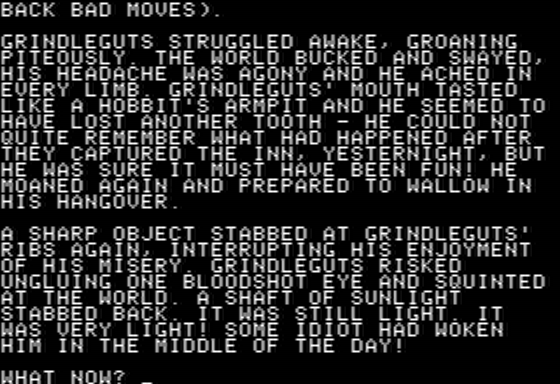 BACK BAD MOVES).
GRINDLEGUTS STRUGGLED AWAKE, GROANING
PITEOUSLY. THE WORLD BUCKED AND SWAYED,
HIS HEADACHE WAS AGONY AND HE ACHED IN
EVERY LIMB. GRINDLEGUTS' MOUTH TASTED
LIKE A HOBBIT'S ARMPIT AND HE SEEMED TO
HAVE LOST ANOTHER TOOTH - HE COULD NOT
QUITE REMEMBER WHAT HAD HAPPENED AFTER
THEY CAPTURED THE INN, YESTERNIGHT, BUT
HE WAS SURE IT MUST HAVE BEEN FUN! HE
MOANED AGAIN AND PREPARED TO WALLOW IN
HIS HANGOVER.
A SHARP OBJECT STABBED AT GRINDLEGUTS'
RIBS AGAIN, INTERRUPTING HIS ENJOYMENT
OF HIS MISERY. GRINDLEGUTS RISKED
UNGLUING ONE BLOODSHOT EYE AND SQUINTED
AT THE WORLD. A SHAFT OF SUNLIGHT
STABBED BACK. IT WAS STILL LIGHT. IT
WAS VERY LIGHT! SOME IDIOT HAD WOKEN
HIM IN THE MIDDLE OF THE DAY!
WHAT NOW? _